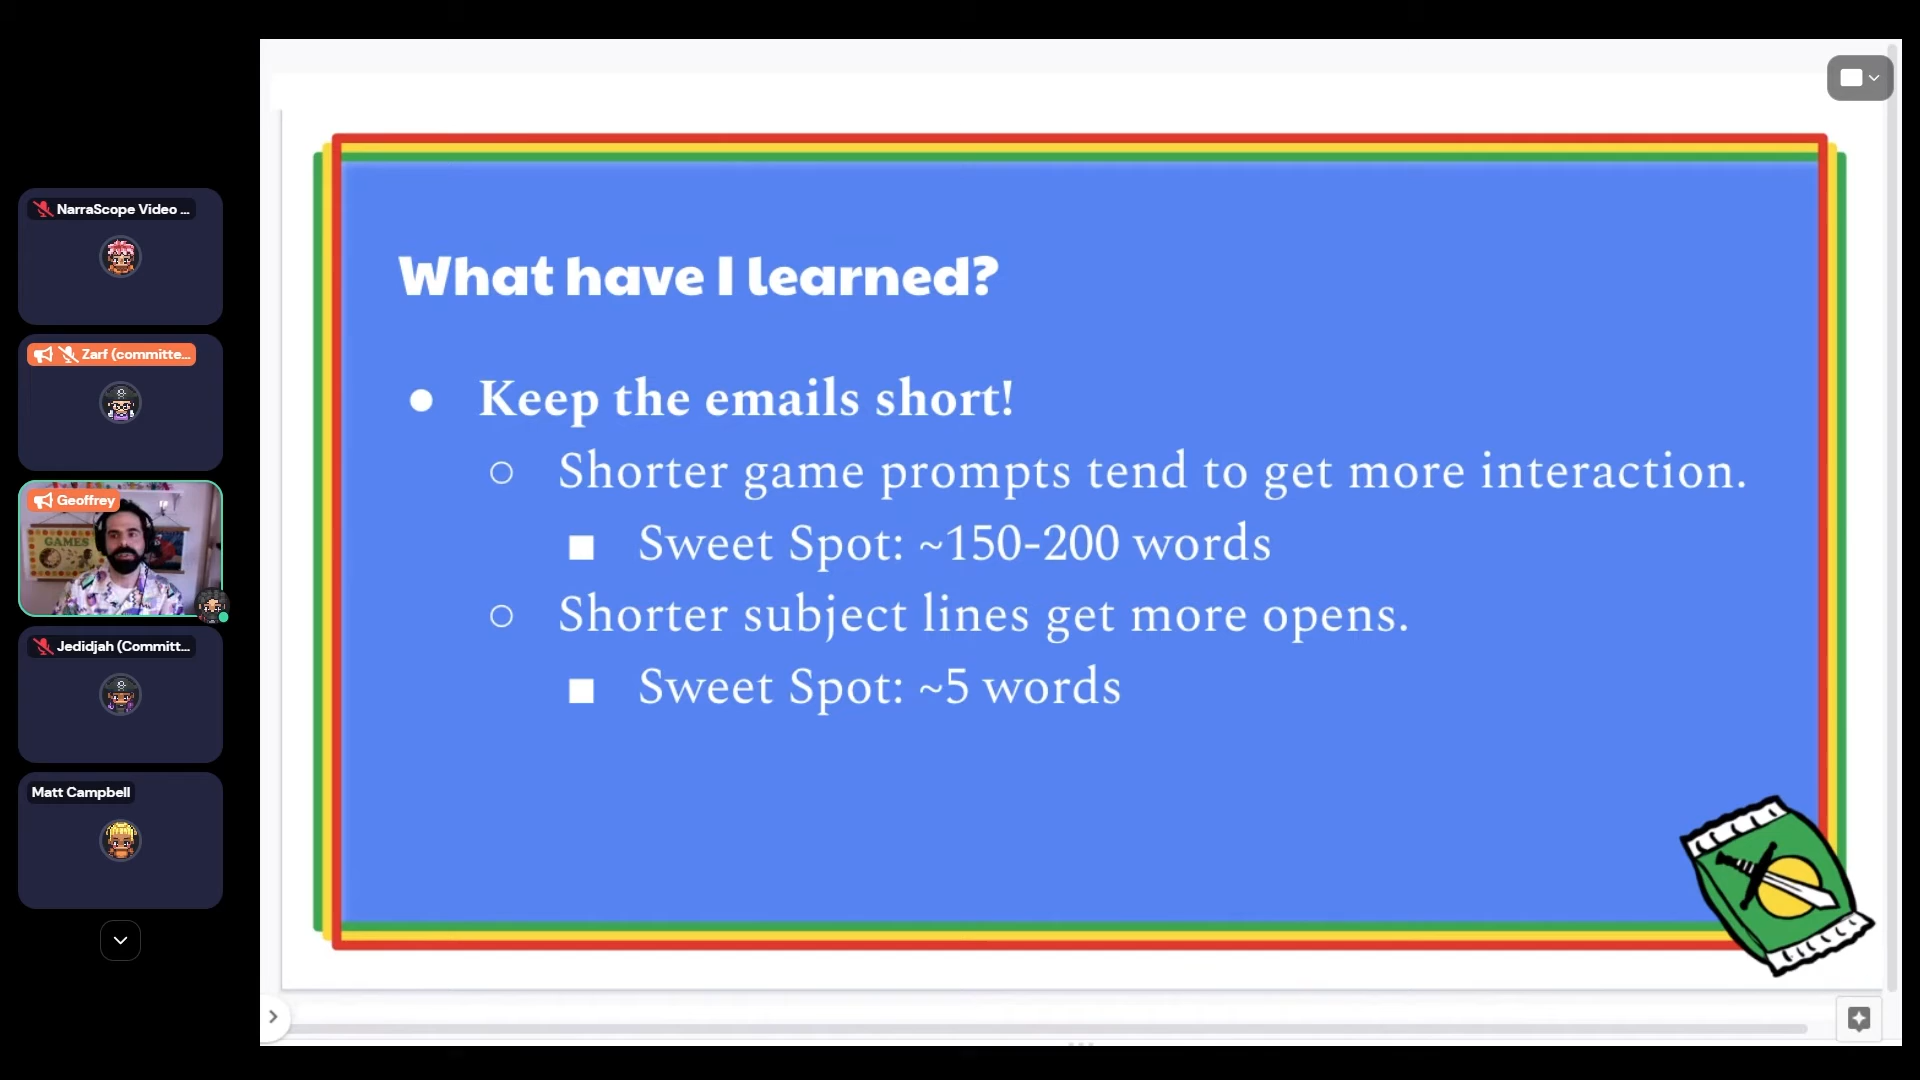 NarraScope Video ...
Zarf (committe...
Geoffrey
GAMES
Jedidjah (Committ...
Matt Campbell
What have I learned?
● Keep the emails short!
○ Shorter game prompts tend to get more interaction.
■ Sweet Spot: ~150-200 words
○ Shorter subject lines get more opens.
■ Sweet Spot: ~5 words